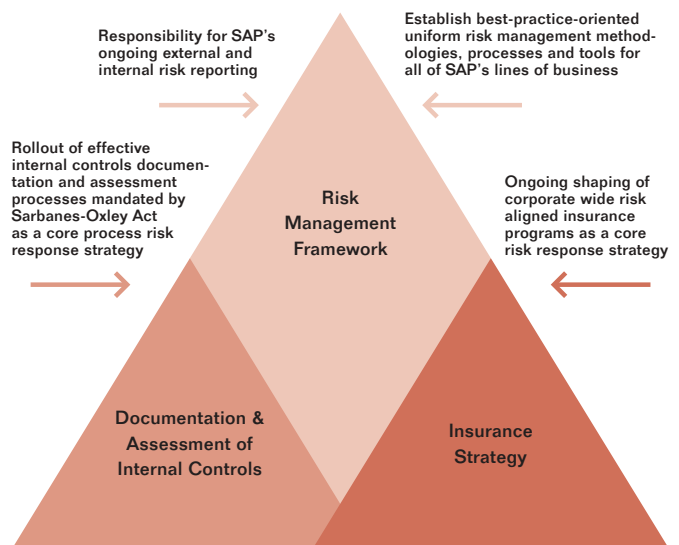 Responsibility for SAP's
ongoing external and
internal risk reporting
Establish best-practice-oriented
uniform risk management method-
ologies, processes and tools for
all of SAP's lines of business
Rollout of effective
internal controls documen-
tation and assessment
processes mandated by
Sarbanes-Oxley Act
as a core process risk
response strategy
Risk
Management
Framework
Ongoing shaping of
corporate wide risk
aligned insurance
programs as a core
risk response strategy
Documentation &
Assessment of
Internal Controls
Insurance
Strategy